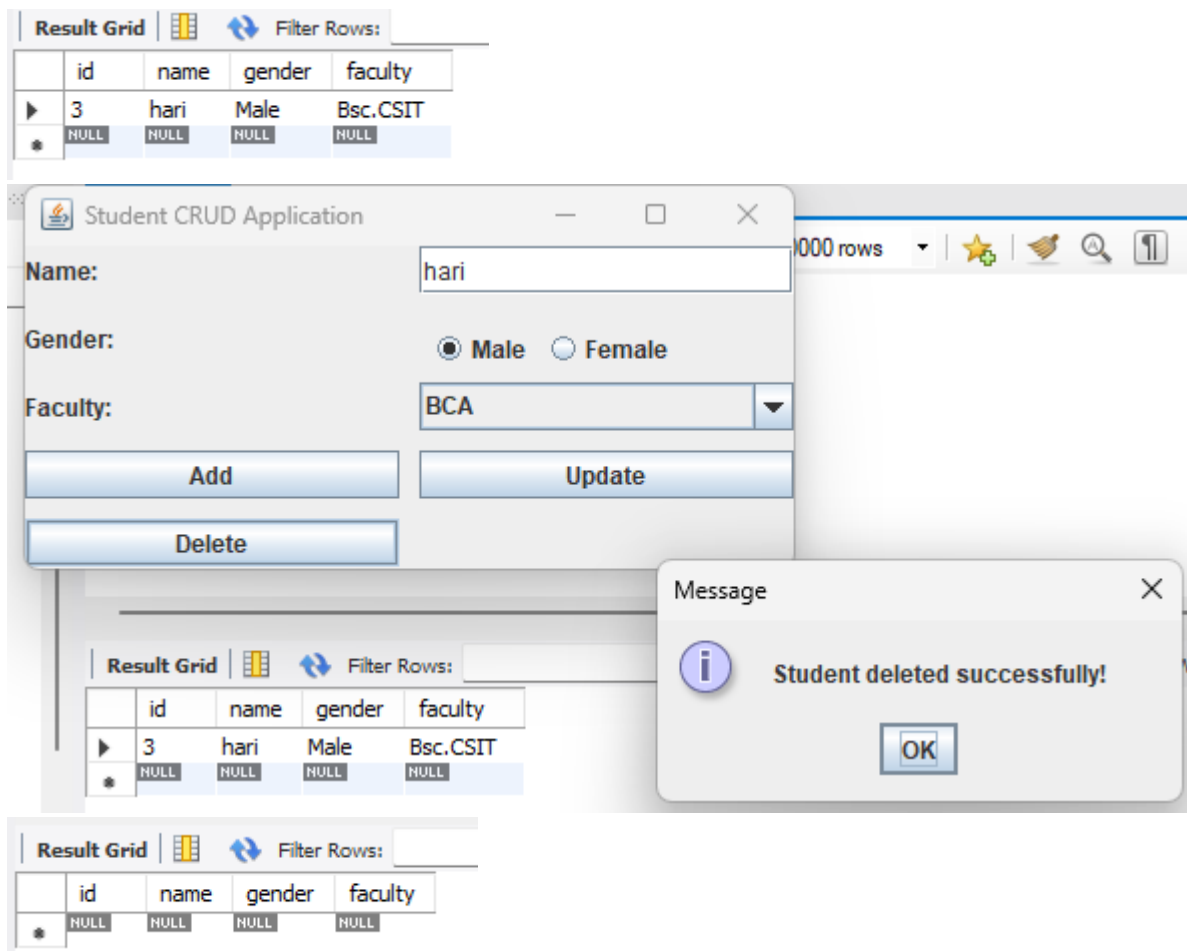 Result Grid Filter Rows:
id name gender faculty
3 hari Male Bsc.CSIT
NULL NULL NULL NULL
Student CRUD Application
000 rows
Name: hari
Gender: Male Female
Faculty: BCA
Add Update
Delete
Message
Student deleted successfully!
OK
Result Grid Filter Rows:
id name gender faculty
3 hari Male Bsc.CSIT
NULL NULL NULL NULL
Result Grid Filter Rows:
id name gender faculty
NULL NULL NULL NULL